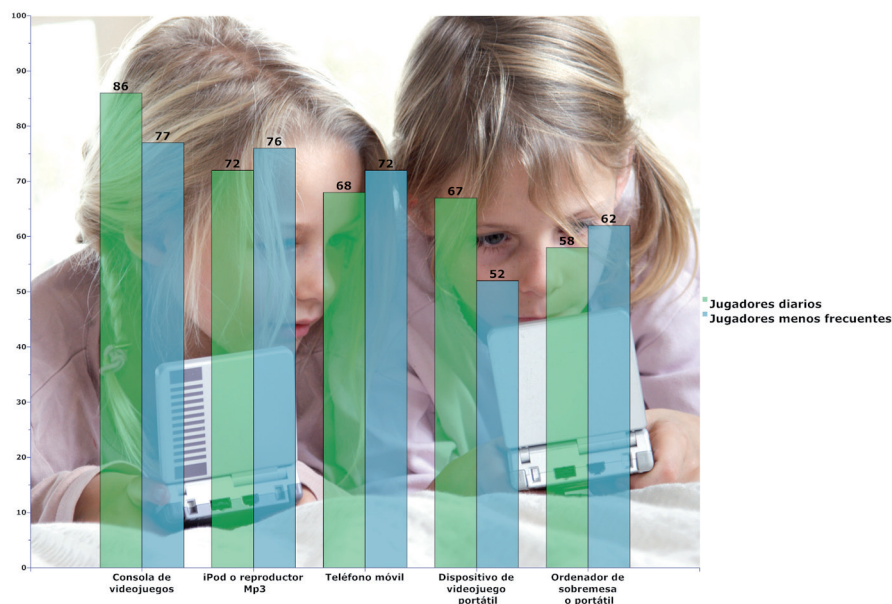 100
90
80
70
60
50
40
30
20
10
0
86
77
72
76
68
72
67
52
58
62
Consola de
videojuegos
iPod o reproductor
Mp3
Teléfono móvil
Dispositivo de
videojuego
portátil
Ordenador de
sobremesa
o portátil
Jugadores diarios
Jugadores menos frecuentes